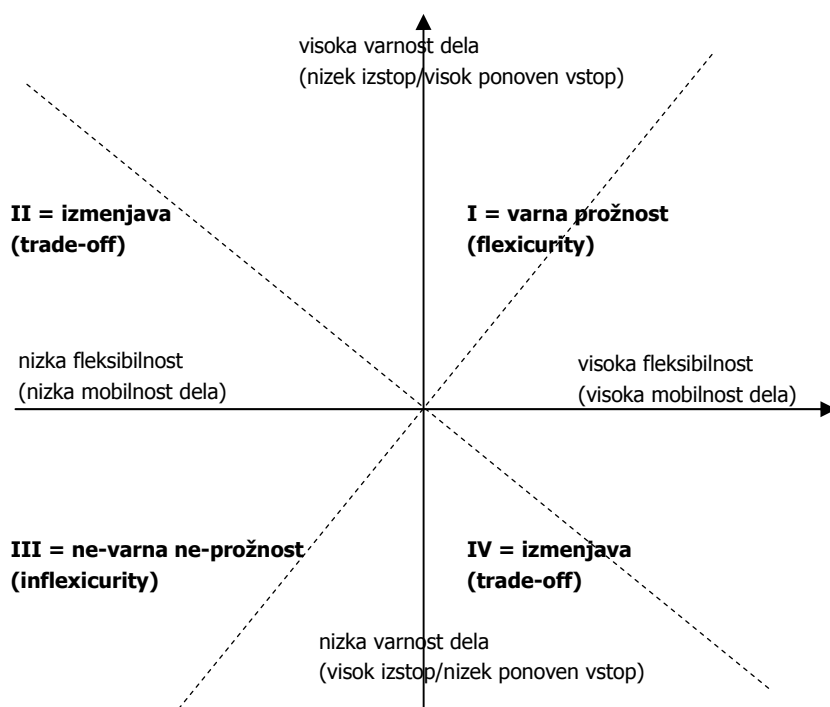 visoka varnost dela
(nizek izstop/visok ponoven vstop)
II = izmenjava
(trade-off)
I = varna prožnost
(flexicurity)
nizka fleksibilnost
(nizka mobilnost dela)
visoka fleksibilnost
(visoka mobilnost dela)
III = ne-varna ne-prožnost
(inflexicurity)
IV = izmenjava
(trade-off)
nizka varnost dela
(visok izstop/nizek ponoven vstop)